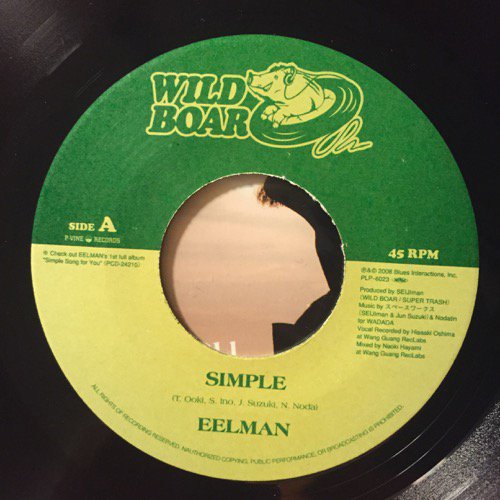 WILD
BOAR
SIDE A
P-VINE RECORDS
※ Check out EELMAN's 1st full album
"Simple Song for You" (PCD-24210)
45 RPM
℗&© 2008 Blues Interactions, Inc.
PLP-6023
Produced by SEIJIman
(WILD BOAR / SUPER TRASH)
Music by スペースワークス
(SEIJIman & Jun Suzuki & Nodatin
for WADADA
Vocal Recorded by Hisaaki Oshima
at Wang Guang RecLabs
Mixed by Naoki Hayami
at Wang Guang RecLabs
SIMPLE
(T. Ooki, S. Ino, J. Suzuki, N. Noda)
EELMAN
ALL RIGHTS OF RECORDING RESERVED. UNAUTHORIZED COPYING, PUBLIC PERFORMANCE, OR BROADCASTING IS PROHIBITED.